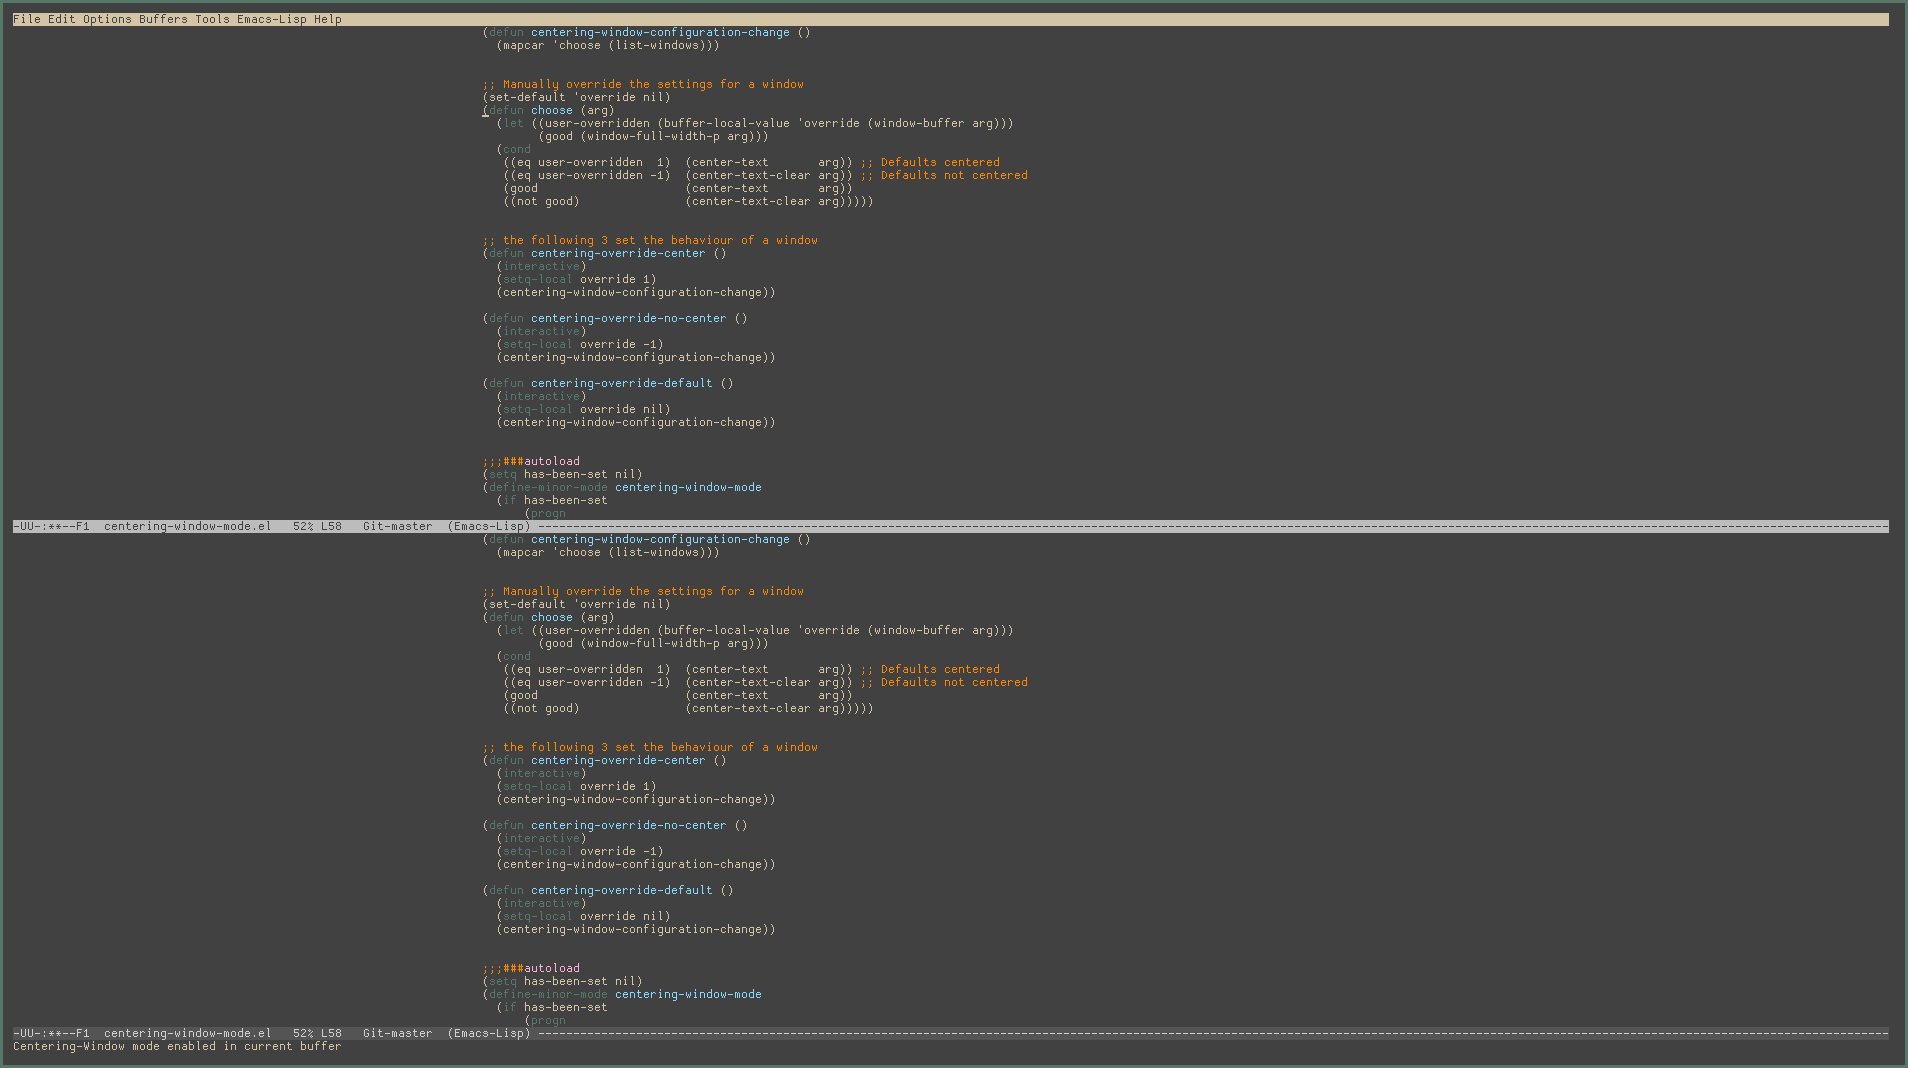 File Edit Options Buffers Tools Emacs-Lisp Help
(defun centering-window-configuration-change ()
  (mapcar 'choose (list-windows)))
;; Manually override the settings for a window
(set-default 'override nil)
(defun choose (arg)
  (let ((user-overridden (buffer-local-value 'override (window-buffer arg)))
        (good (window-full-width-p arg)))
  (cond
   ((eq user-overridden  1)  (center-text       arg)) ;; Defaults centered
   ((eq user-overridden -1)  (center-text-clear arg)) ;; Defaults not centered
   (good                     (center-text       arg))
   ((not good)               (center-text-clear arg)))))
;; the following 3 set the behaviour of a window
(defun centering-override-center ()
  (interactive)
  (setq-local override 1)
  (centering-window-configuration-change))
(defun centering-override-no-center ()
  (interactive)
  (setq-local override -1)
  (centering-window-configuration-change))
(defun centering-override-default ()
  (interactive)
  (setq-local override nil)
  (centering-window-configuration-change))
;;;###autoload
(setq has-been-set nil)
(define-minor-mode centering-window-mode
  (if has-been-set
      (progn
-UU-:**--F1  centering-window-mode.el   52% L58   Git-master  (Emacs-Lisp) ----------
(defun centering-window-configuration-change ()
  (mapcar 'choose (list-windows)))
;; Manually override the settings for a window
(set-default 'override nil)
(defun choose (arg)
  (let ((user-overridden (buffer-local-value 'override (window-buffer arg)))
        (good (window-full-width-p arg)))
  (cond
   ((eq user-overridden  1)  (center-text       arg)) ;; Defaults centered
   ((eq user-overridden -1)  (center-text-clear arg)) ;; Defaults not centered
   (good                     (center-text       arg))
   ((not good)               (center-text-clear arg)))))
;; the following 3 set the behaviour of a window
(defun centering-override-center ()
  (interactive)
  (setq-local override 1)
  (centering-window-configuration-change))
(defun centering-override-no-center ()
  (interactive)
  (setq-local override -1)
  (centering-window-configuration-change))
(defun centering-override-default ()
  (interactive)
  (setq-local override nil)
  (centering-window-configuration-change))
;;;###autoload
(setq has-been-set nil)
(define-minor-mode centering-window-mode
  (if has-been-set
      (progn
-UU-:**--F1  centering-window-mode.el   52% L58   Git-master  (Emacs-Lisp) ----------
Centering-Window mode enabled in current buffer